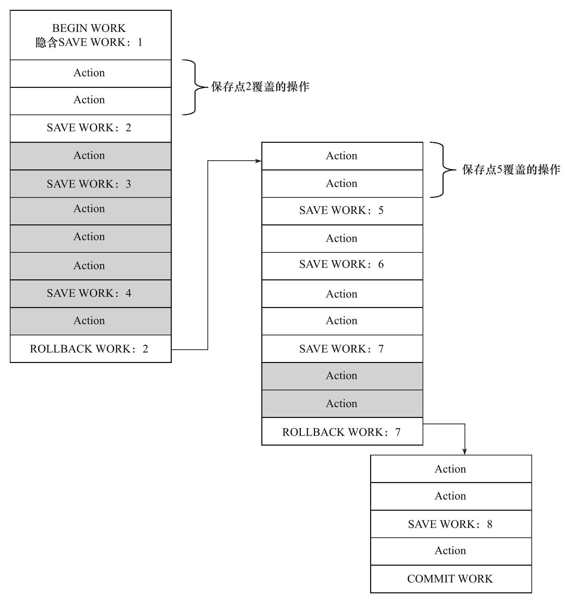 BEGIN WORK
隐含SAVE WORK：1
Action
Action
保存点2覆盖的操作
SAVE WORK：2
Action
SAVE WORK：3
Action
Action
Action
SAVE WORK：4
Action
ROLLBACK WORK：2
Action
Action
保存点5覆盖的操作
SAVE WORK：5
Action
SAVE WORK：6
Action
Action
SAVE WORK：7
Action
Action
ROLLBACK WORK：7
Action
Action
SAVE WORK：8
Action
COMMIT WORK